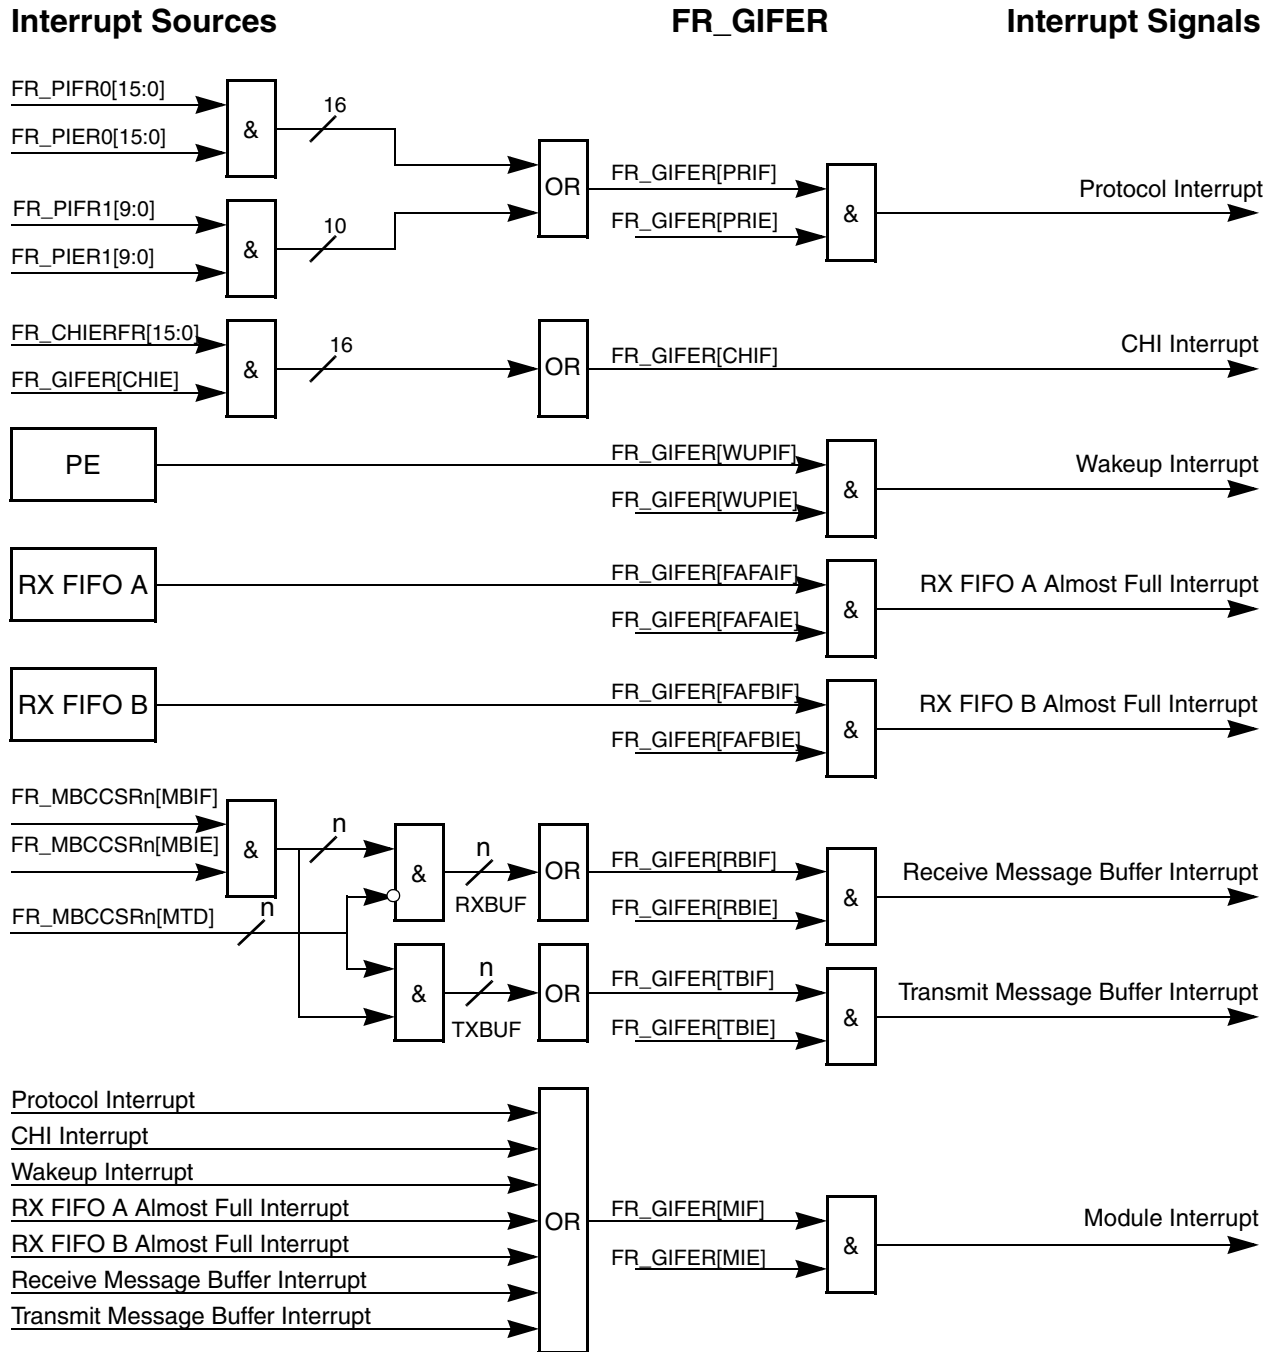 Interrupt Sources FR_GIFER Interrupt Signals
FR_PIFR0[15:0]
16
&
FR_PIER0[15:0]
FR_PIFR1[9:0]
10
&
FR_PIER1[9:0]
OR
FR_GIFER[PRIF]
FR_GIFER[PRIE]
&
Protocol Interrupt
FR_CHIERFR[15:0]
16
&
FR_GIFER[CHIE]
OR
FR_GIFER[CHIF]
CHI Interrupt
PE
FR_GIFER[WUPIF]
FR_GIFER[WUPIE]
&
Wakeup Interrupt
RX FIFO A
FR_GIFER[FAFAIF]
FR_GIFER[FAFAIE]
&
RX FIFO A Almost Full Interrupt
RX FIFO B
FR_GIFER[FAFBIF]
FR_GIFER[FAFBIE]
&
RX FIFO B Almost Full Interrupt
FR_MBCCSRn[MBIF]
FR_MBCCSRn[MBIE]
&
n
FR_MBCCSRn[MTD]
n
&
n
RXBUF
OR
FR_GIFER[RBIF]
FR_GIFER[RBIE]
&
Receive Message Buffer Interrupt
&
n
TXBUF
OR
FR_GIFER[TBIF]
FR_GIFER[TBIE]
&
Transmit Message Buffer Interrupt
Protocol Interrupt
CHI Interrupt
Wakeup Interrupt
RX FIFO A Almost Full Interrupt
RX FIFO B Almost Full Interrupt
Receive Message Buffer Interrupt
Transmit Message Buffer Interrupt
OR
FR_GIFER[MIF]
FR_GIFER[MIE]
&
Module Interrupt